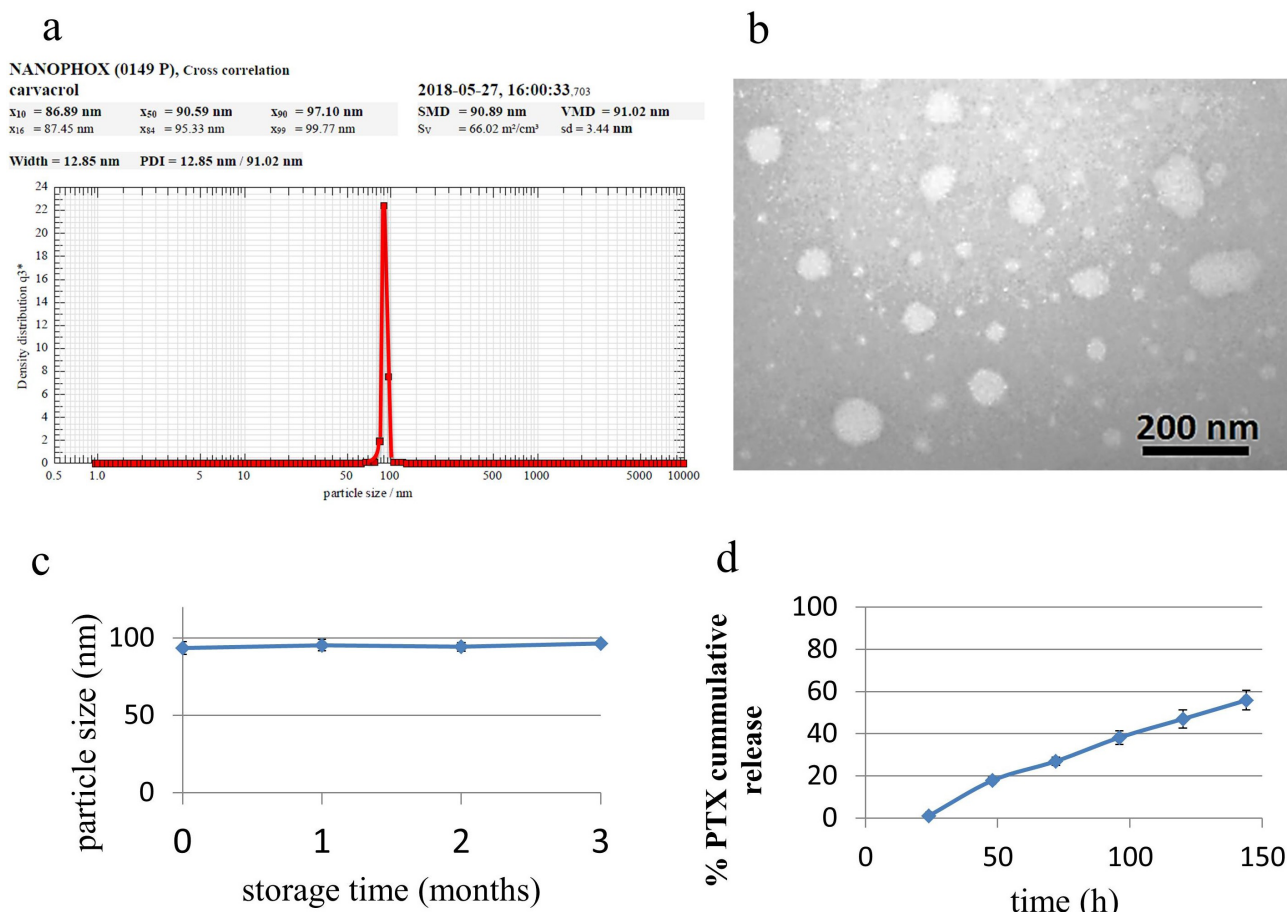 a
NANOPHOX (0149 P), Cross correlation
carvacrol
2018-05-27, 16:00:33,703
x10 = 86.89 nm x50 = 90.59 nm x90 = 97.10 nm SMD = 90.89 nm VMD = 91.02 nm
x16 = 87.45 nm x84 = 95.33 nm x99 = 99.77 nm Sv = 66.02 m²/cm³ sd = 3.44 nm
Width = 12.85 nm PDI = 12.85 nm / 91.02 nm
24
22
20
18
16
14
12
10
8
6
4
2
0
Density distribution q3*
0.5 1.0 5 10 50 100 500 1000 5000 10000
particle size / nm
b
200 nm
c
particle size (nm)
100
50
0
0 1 2 3
storage time (months)
d
% PTX cummulative
release
100
80
60
40
20
0
0 50 100 150
time (h)